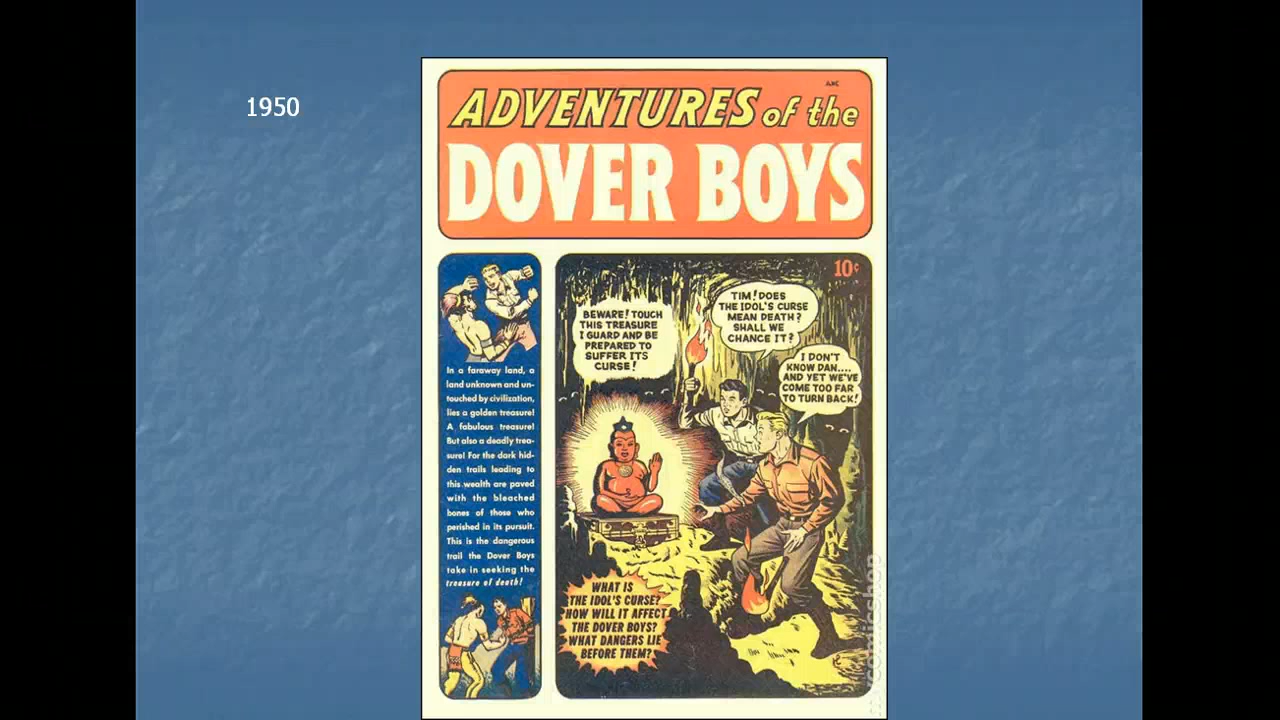 1950
ADVENTURES of the
DOVER BOYS
10¢
BEWARE! TOUCH
THIS TREASURE
I GUARD AND BE
PREPARED TO
SUFFER ITS
CURSE!
TIM! DOES
THE IDOL'S CURSE
MEAN DEATH?
SHALL WE
CHANCE IT?
I DON'T
KNOW DAN....
AND YET WE'VE
COME TOO FAR
TO TURN BACK!
In a faraway land, a
land unknown and un-
touched by civilization,
lies a golden treasure!
A fabulous treasure!
But also a deadly trea-
sure! For the dark hid-
den trails leading to
this wealth are paved
with the bleached
bones of those who
perished in its pursuit.
This is the dangerous
trail the Dover Boys
take in seeking the
treasure of death!
WHAT IS
THE IDOL'S CURSE?
HOW WILL IT AFFECT
THE DOVER BOYS?
WHAT DANGERS LIE
BEFORE THEM?